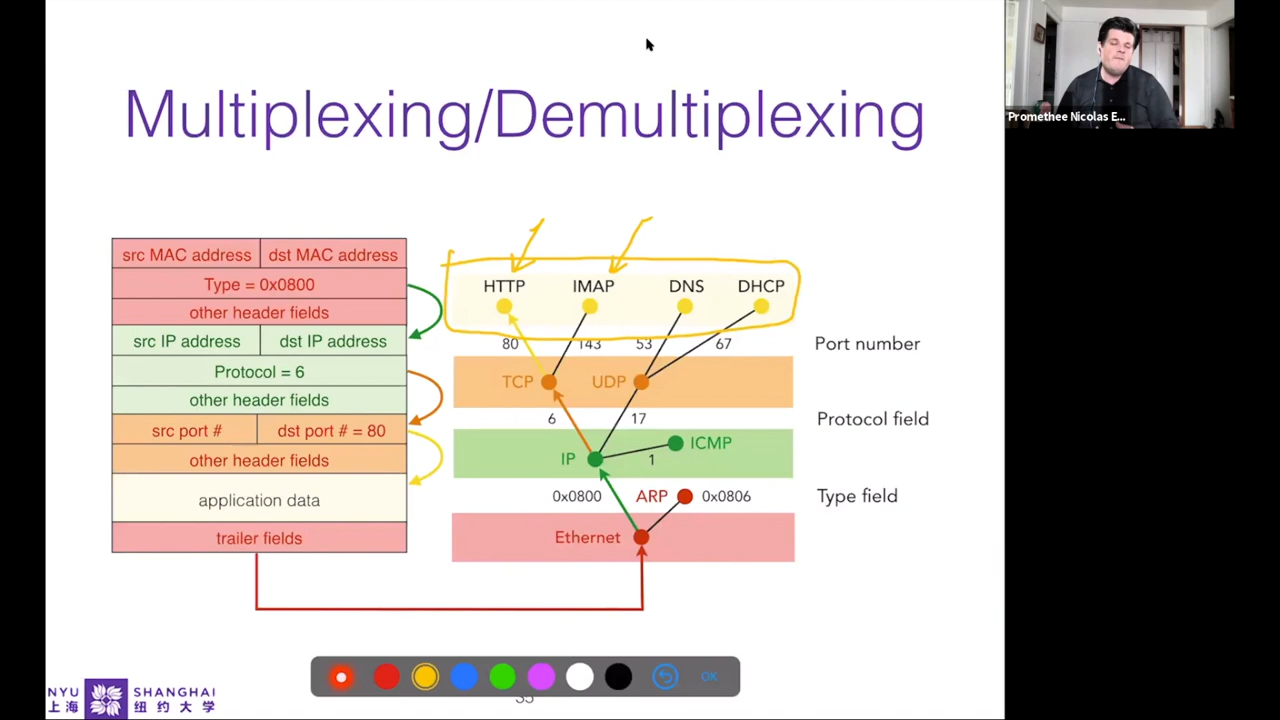 Promethee Nicolas E...
Multiplexing/Demultiplexing
src MAC address dst MAC address
Type = 0x0800
other header fields
src IP address dst IP address
Protocol = 6
other header fields
src port # dst port # = 80
other header fields
application data
trailer fields
HTTP IMAP DNS DHCP
80 143 53 67 Port number
TCP UDP
6 17 Protocol field
IP 1 ICMP
0x0800 ARP 0x0806 Type field
Ethernet
OK
35
NYU SHANGHAI
上海 纽约大学